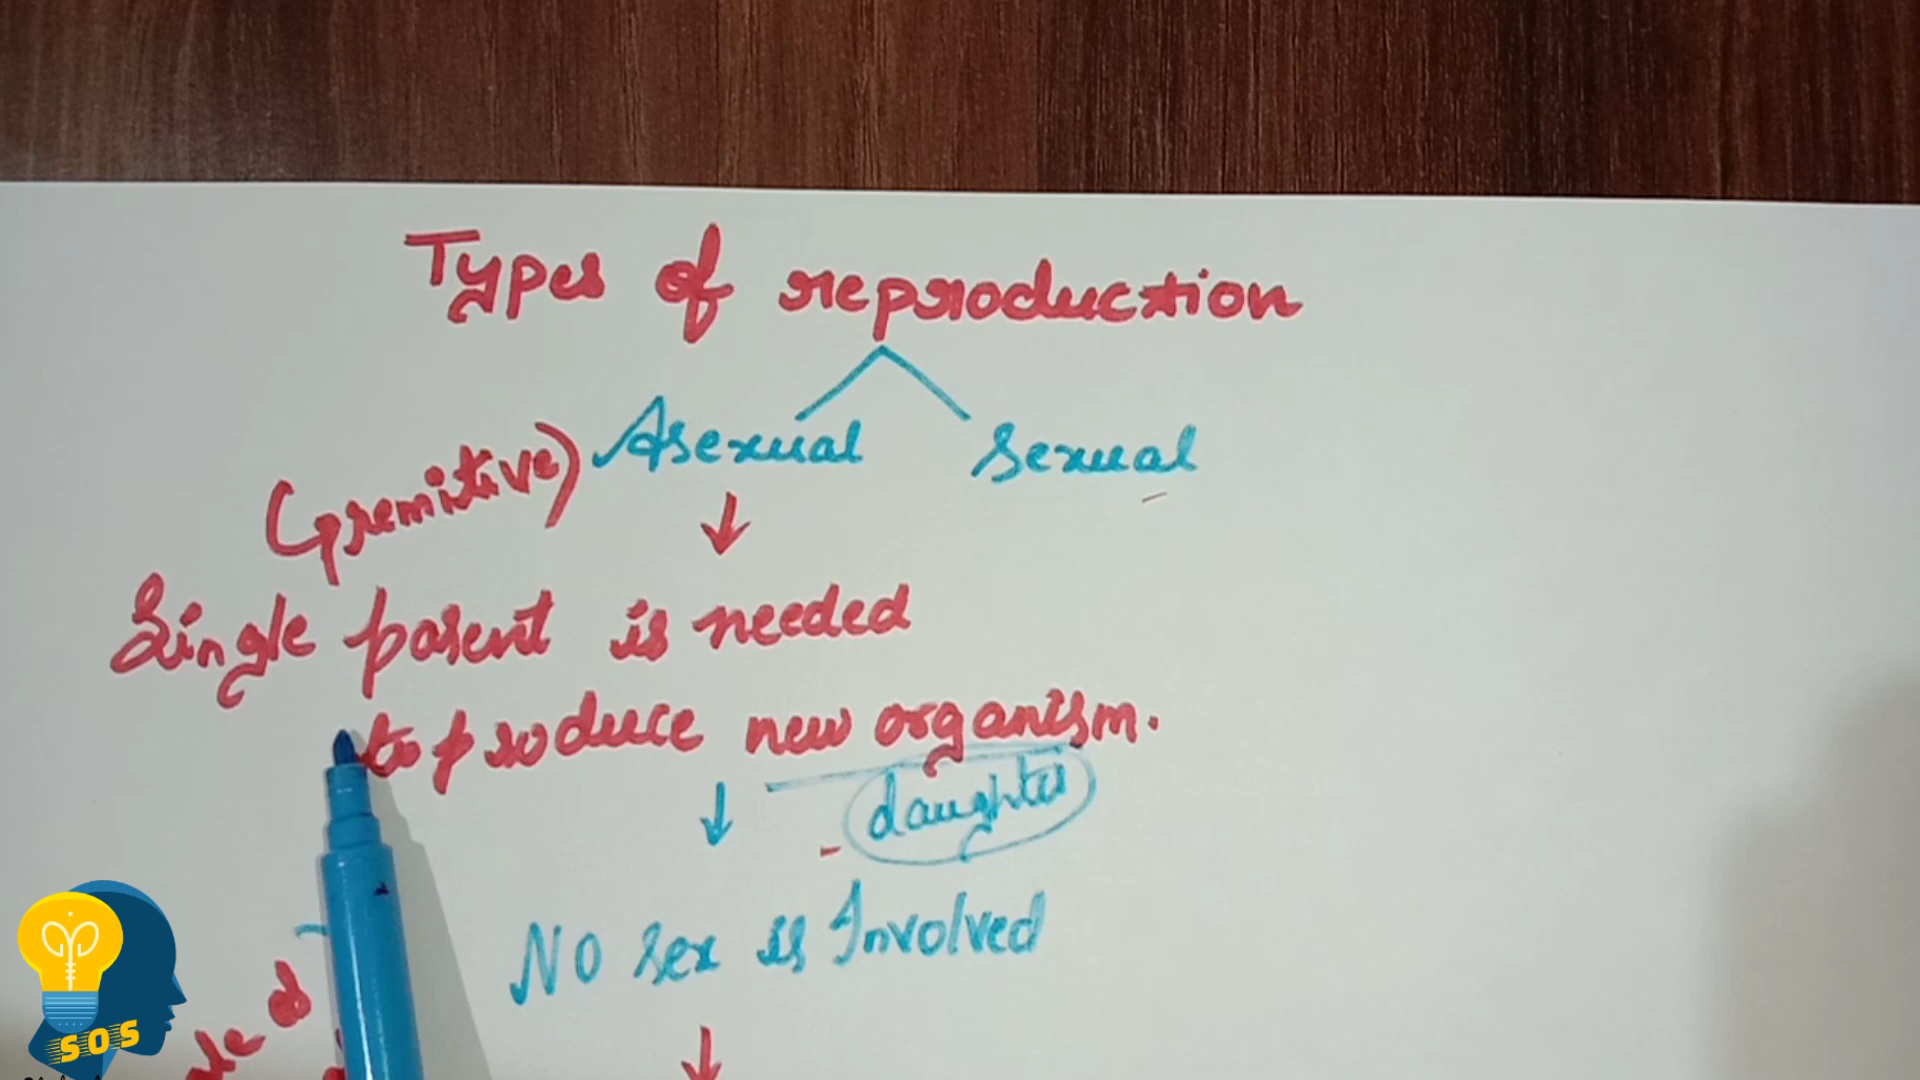 Types of reproduction
Asexual Sexual
(premitive)
Single parent is needed
to produce new organism.
daughter
No sex is Involved
SOS